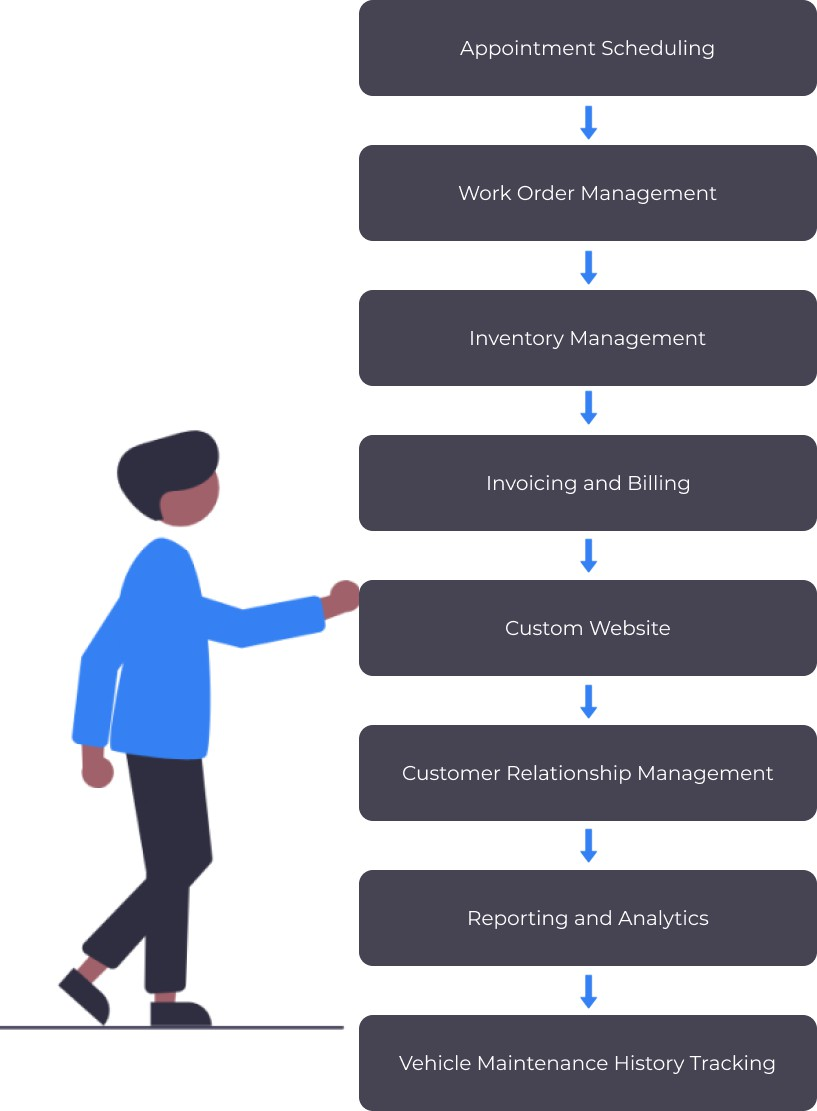 Appointment Scheduling
Work Order Management
Inventory Management
Invoicing and Billing
Custom Website
Customer Relationship Management
Reporting and Analytics
Vehicle Maintenance History Tracking